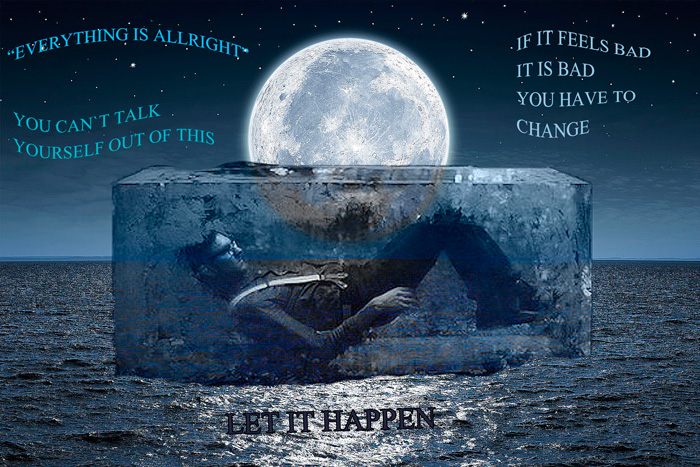 "EVERYTHING IS ALLRIGHT"
YOU CAN'T TALK
YOURSELF OUT OF THIS
IF IT FEELS BAD
IT IS BAD
YOU HAVE TO
CHANGE
LET IT HAPPEN